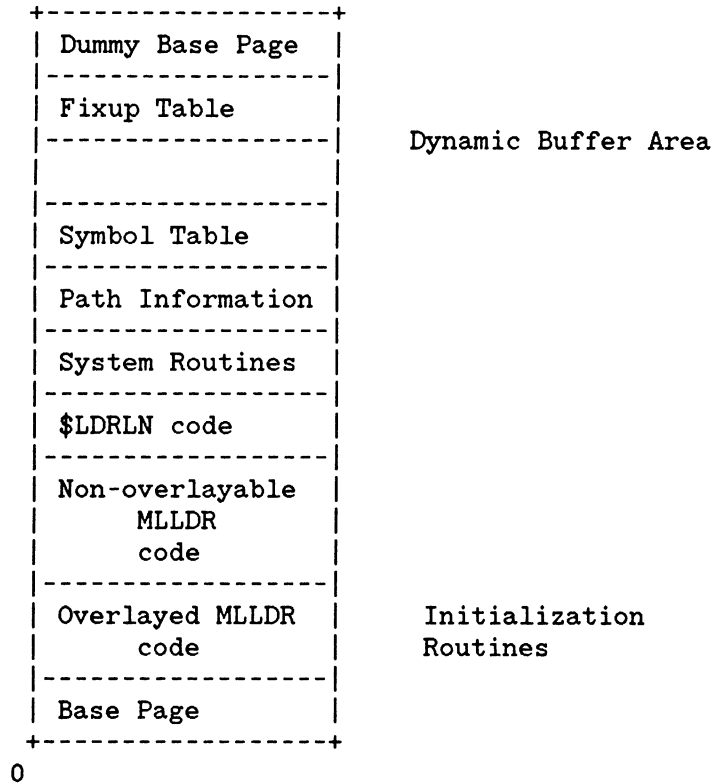 Dummy Base Page
Fixup Table
Dynamic Buffer Area
Symbol Table
Path Information
System Routines
$LDRLN code
Non-overlayable
MLLDR
code
Overlayed MLLDR Initialization
code Routines
Base Page
0